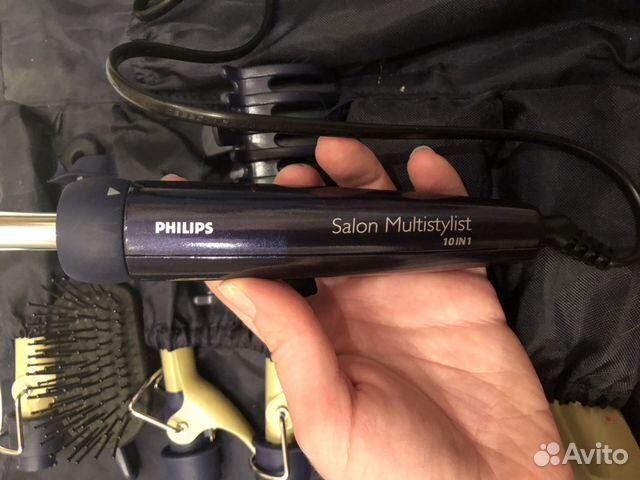 PHILIPS
Salon Multistylist
10 IN 1
Avito